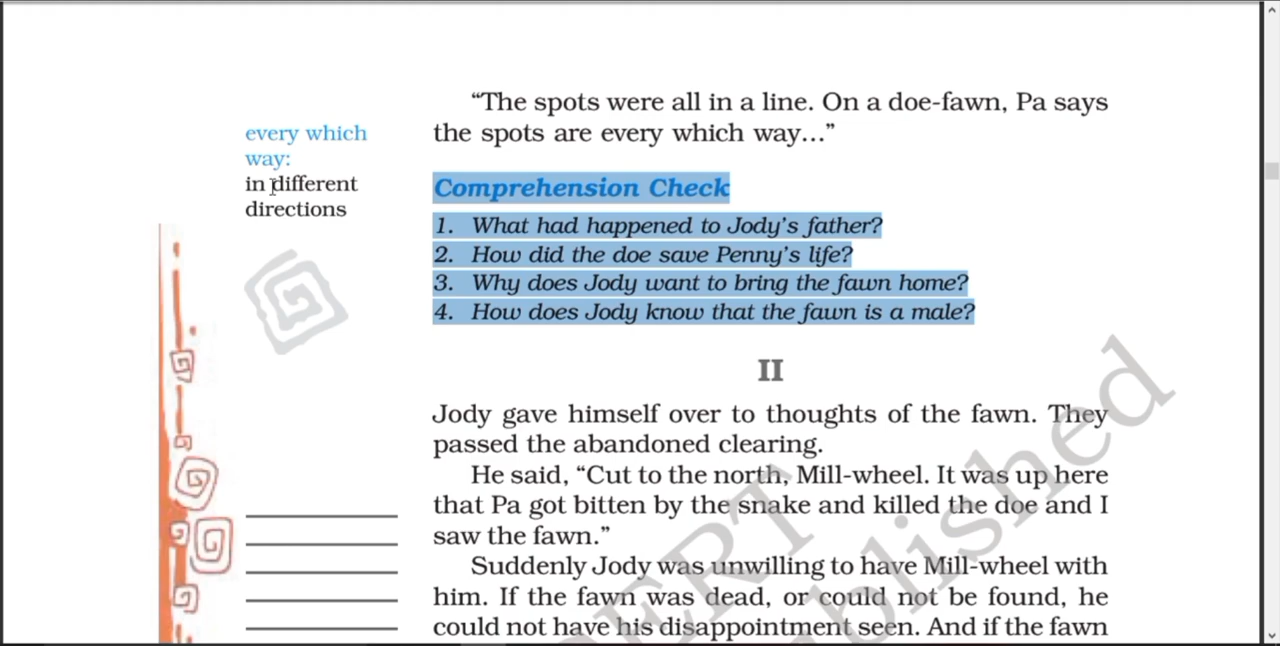 “The spots were all in a line. On a doe-fawn, Pa says
the spots are every which way...”
every which
way:
in different
directions
Comprehension Check
1. What had happened to Jody’s father?
2. How did the doe save Penny’s life?
3. Why does Jody want to bring the fawn home?
4. How does Jody know that the fawn is a male?
II
Jody gave himself over to thoughts of the fawn. They
passed the abandoned clearing.
He said, “Cut to the north, Mill-wheel. It was up here
that Pa got bitten by the snake and killed the doe and I
saw the fawn.”
Suddenly Jody was unwilling to have Mill-wheel with
him. If the fawn was dead, or could not be found, he
could not have his disappointment seen. And if the fawn